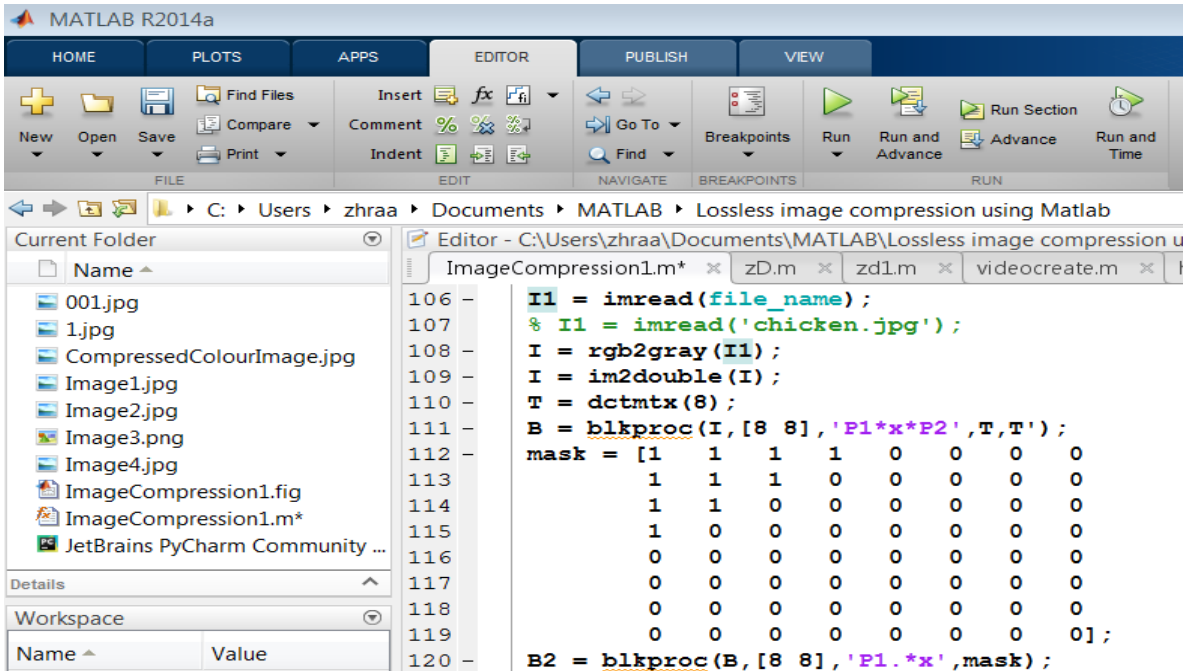 MATLAB R2014a
HOME PLOTS APPS EDITOR PUBLISH VIEW
New Open Save Find Files Compare Print
Insert fx fi
Comment % % %
Indent
Go To
Find
Breakpoints
Run
Run and Advance
Run Section
Advance
Run and Time
FILE EDIT NAVIGATE BREAKPOINTS RUN
C: Users zhraa Documents MATLAB Lossless image compression using Matlab
Current Folder
Name
001.jpg
1.jpg
CompressedColourImage.jpg
Image1.jpg
Image2.jpg
Image3.png
Image4.jpg
ImageCompression1.fig
ImageCompression1.m*
JetBrains PyCharm Community ...
Details
Workspace
Name Value
Editor - C:\Users\zhraa\Documents\MATLAB\Lossless image compression u
ImageCompression1.m* zD.m zd1.m videocreate.m
106 - I1 = imread(file_name);
107 % I1 = imread('chicken.jpg');
108 - I = rgb2gray(I1);
109 - I = im2double(I);
110 - T = dctmtx(8);
111 - B = blkproc(I,[8 8],'P1*x*P2',T,T');
112 - mask = [1 1 1 1 0 0 0 0
113 1 1 1 0 0 0 0 0
114 1 1 0 0 0 0 0 0
115 1 0 0 0 0 0 0 0
116 0 0 0 0 0 0 0 0
117 0 0 0 0 0 0 0 0
118 0 0 0 0 0 0 0 0
119 0 0 0 0 0 0 0 0];
120 - B2 = blkproc(B,[8 8],'P1.*x',mask);